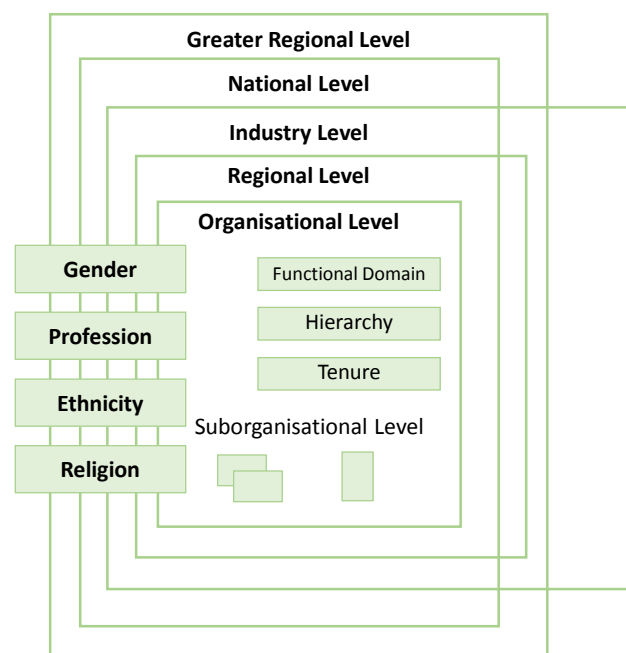 Greater Regional Level
National Level
Industry Level
Regional Level
Organisational Level
Gender
Functional Domain
Profession
Hierarchy
Tenure
Ethnicity
Suborganisational Level
Religion